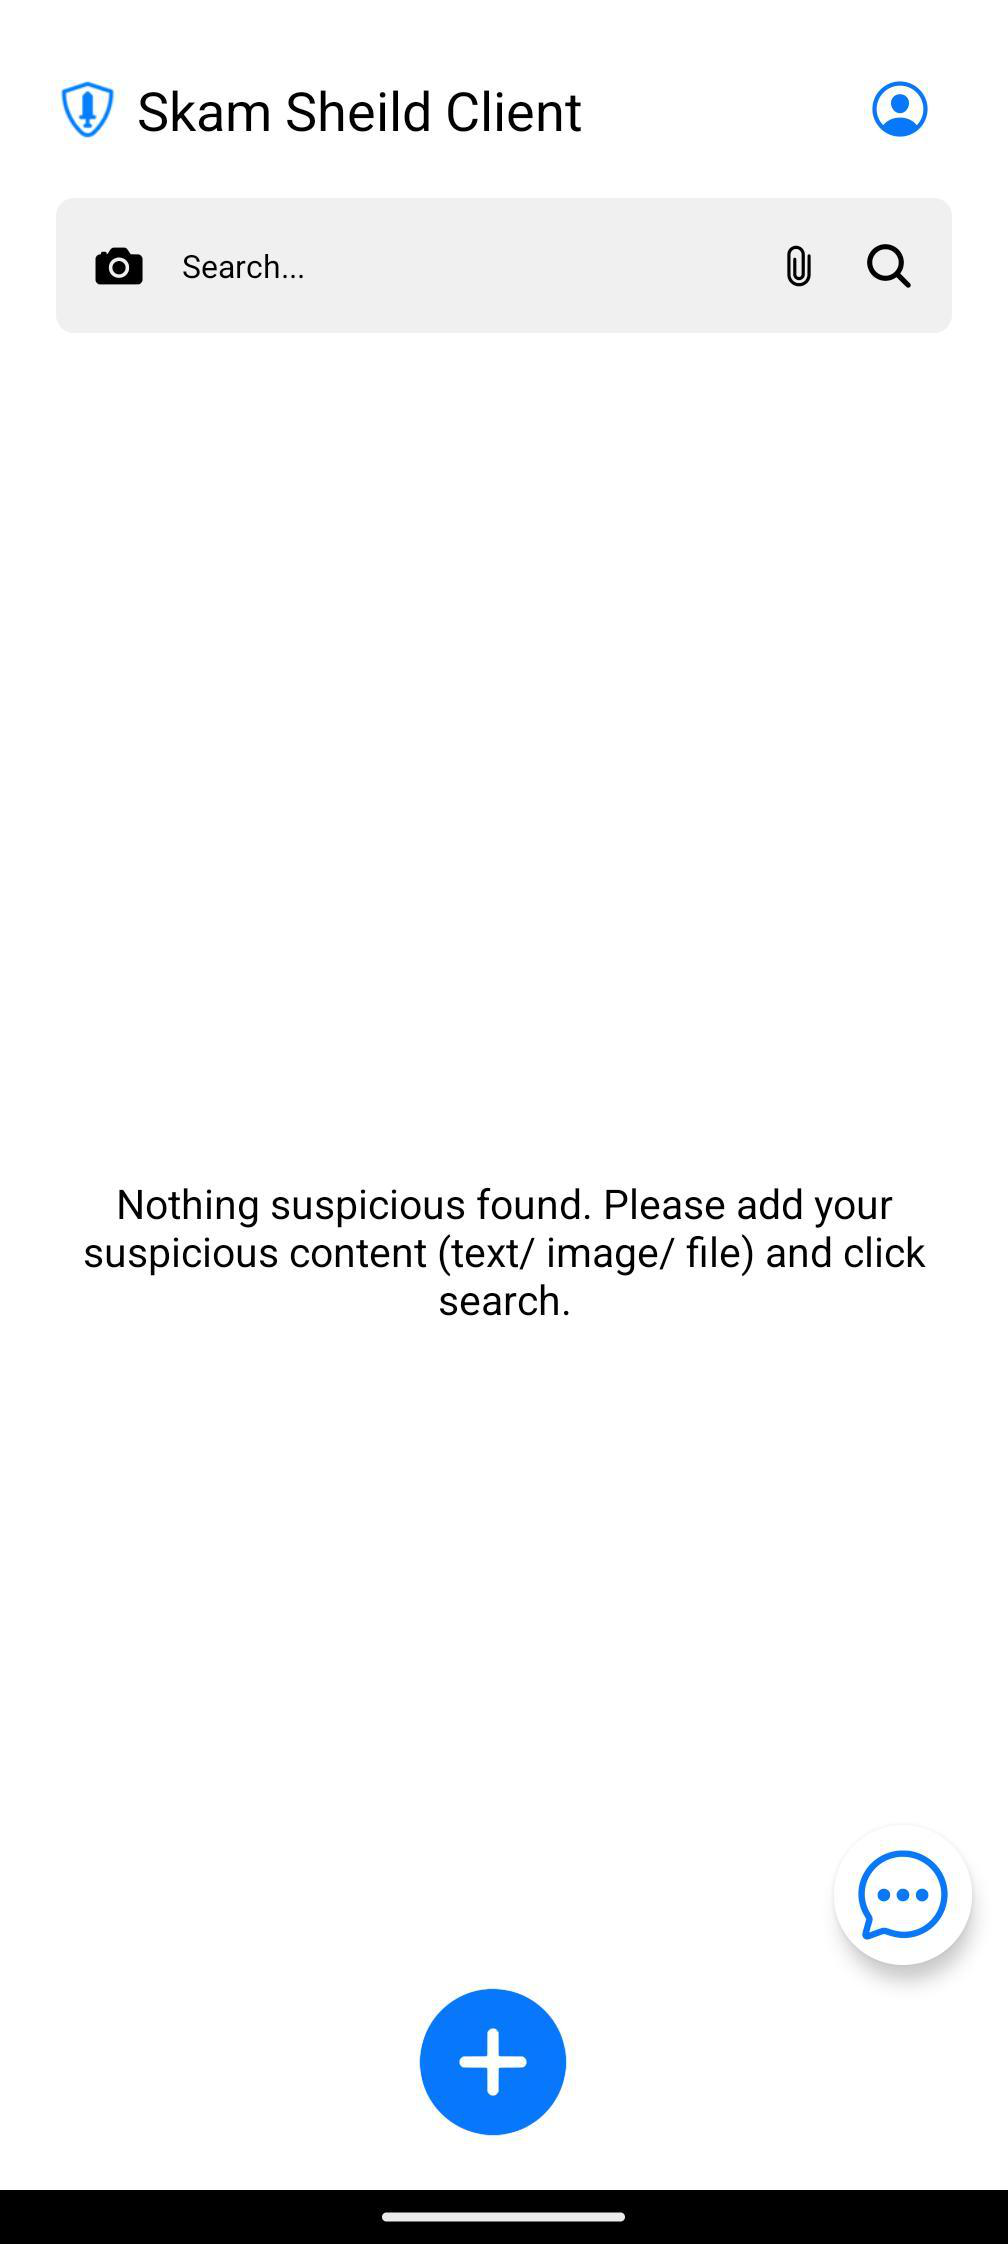 Skam Sheild Client
Search...
Nothing suspicious found. Please add your
suspicious content (text/ image/ file) and click
search.